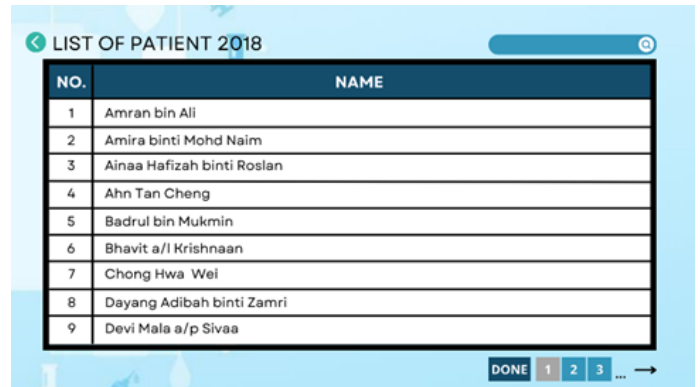 LIST OF PATIENT 2018
NO. NAME
1 Amran bin Ali
2 Amira binti Mohd Naim
3 Ainaa Hafizah binti Roslan
4 Ahn Tan Cheng
5 Badrul bin Mukmin
6 Bhavit a/l Krishnaan
7 Chong Hwa Wei
8 Dayang Adibah binti Zamri
9 Devi Mala a/p Sivaa
DONE 1 2 3 ... →